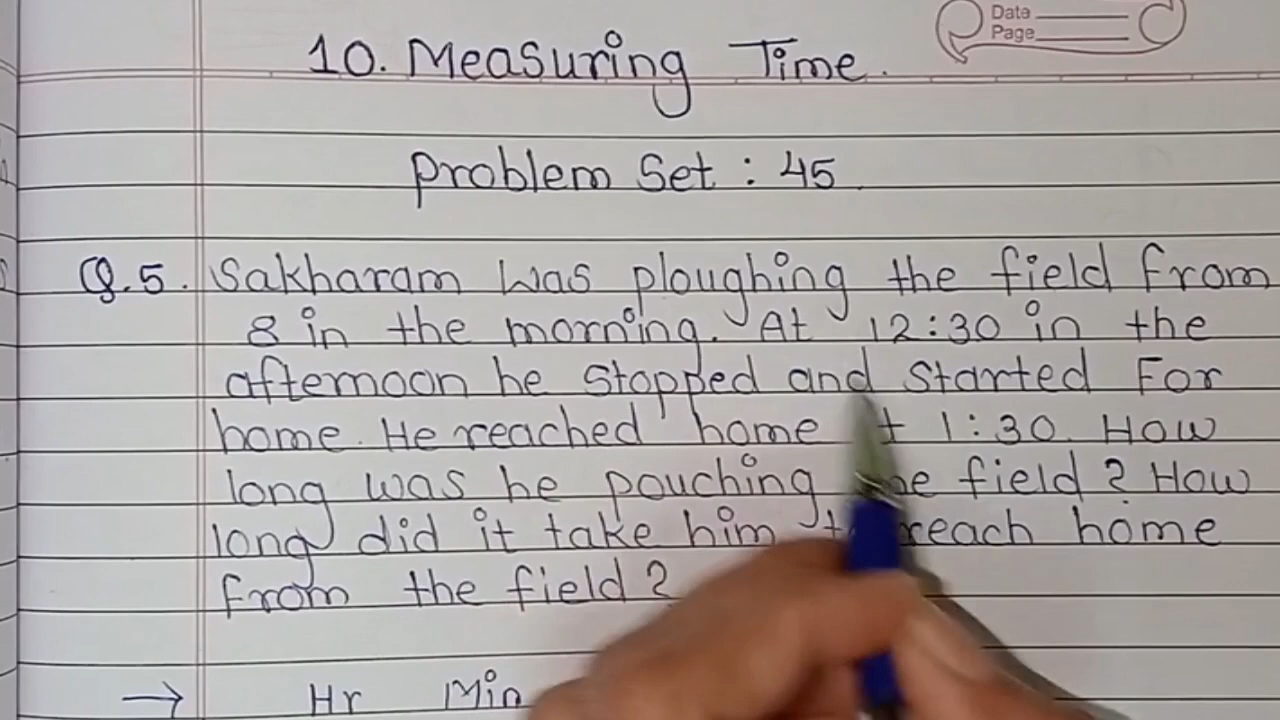 Date
Page
10. Measuring Time.
Problem Set : 45
Q.5. Sakharam was ploughing the field from
8 in the morning. At 12:30 in the
afternoon he stopped and started For
home. He reached home 1:30. How
long was he pouching field ? How
long did it take him reach home
from the field ?
→ Hr Min